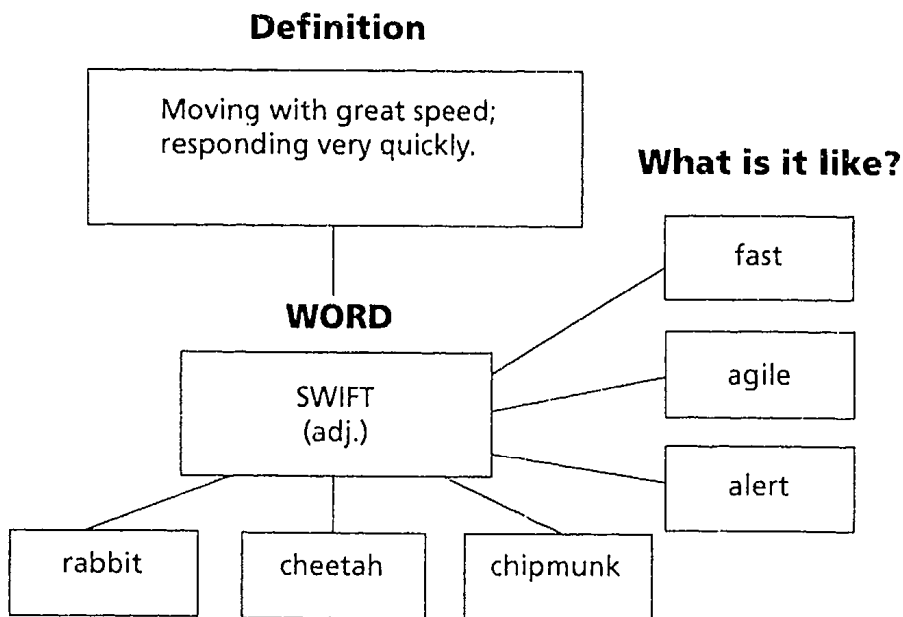 Definition
Moving with great speed;
responding very quickly.
What is it like?
fast
WORD
SWIFT
(adj.)
agile
alert
rabbit
cheetah
chipmunk